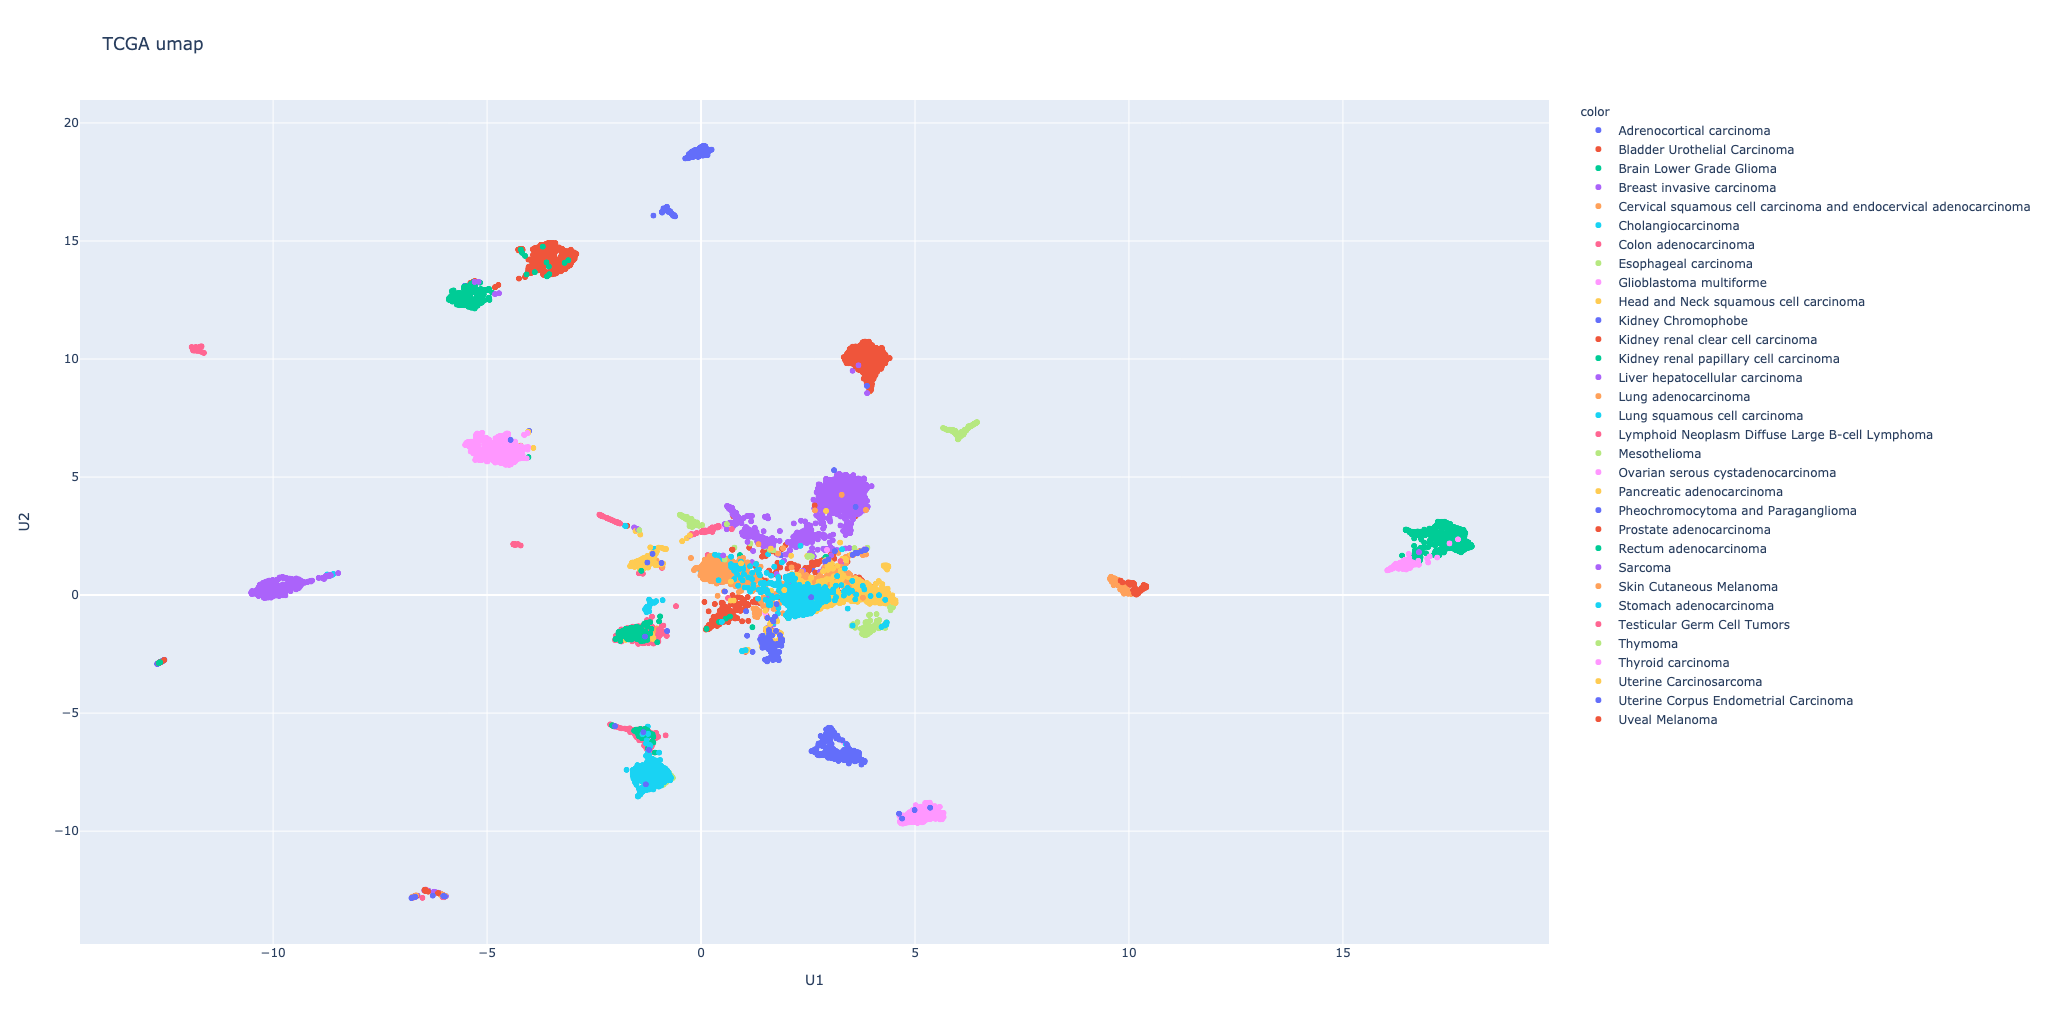 TCGA umap
20
15
10
5
0
−5
−10
U2
−10
−5
0
5
10
15
U1
color
Adrenocortical carcinoma
Bladder Urothelial Carcinoma
Brain Lower Grade Glioma
Breast invasive carcinoma
Cervical squamous cell carcinoma and endocervical adenocarcinoma
Cholangiocarcinoma
Colon adenocarcinoma
Esophageal carcinoma
Glioblastoma multiforme
Head and Neck squamous cell carcinoma
Kidney Chromophobe
Kidney renal clear cell carcinoma
Kidney renal papillary cell carcinoma
Liver hepatocellular carcinoma
Lung adenocarcinoma
Lung squamous cell carcinoma
Lymphoid Neoplasm Diffuse Large B-cell Lymphoma
Mesothelioma
Ovarian serous cystadenocarcinoma
Pancreatic adenocarcinoma
Pheochromocytoma and Paraganglioma
Prostate adenocarcinoma
Rectum adenocarcinoma
Sarcoma
Skin Cutaneous Melanoma
Stomach adenocarcinoma
Testicular Germ Cell Tumors
Thymoma
Thyroid carcinoma
Uterine Carcinosarcoma
Uterine Corpus Endometrial Carcinoma
Uveal Melanoma